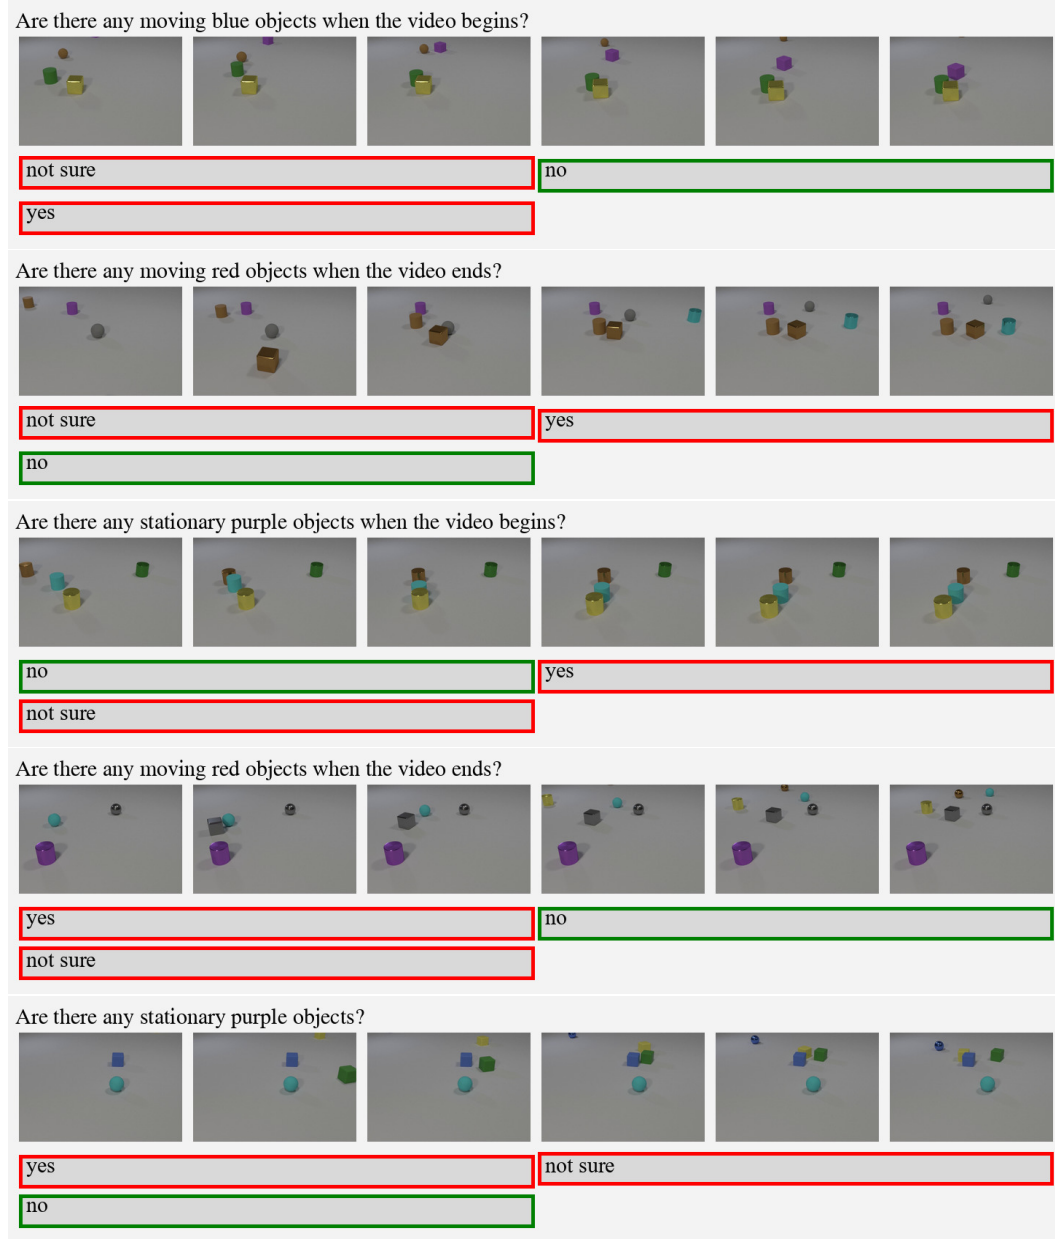 Are there any moving blue objects when the video begins?
not sure
no
yes
Are there any moving red objects when the video ends?
not sure
yes
no
Are there any stationary purple objects when the video begins?
no
yes
not sure
Are there any moving red objects when the video ends?
yes
no
not sure
Are there any stationary purple objects?
yes
not sure
no